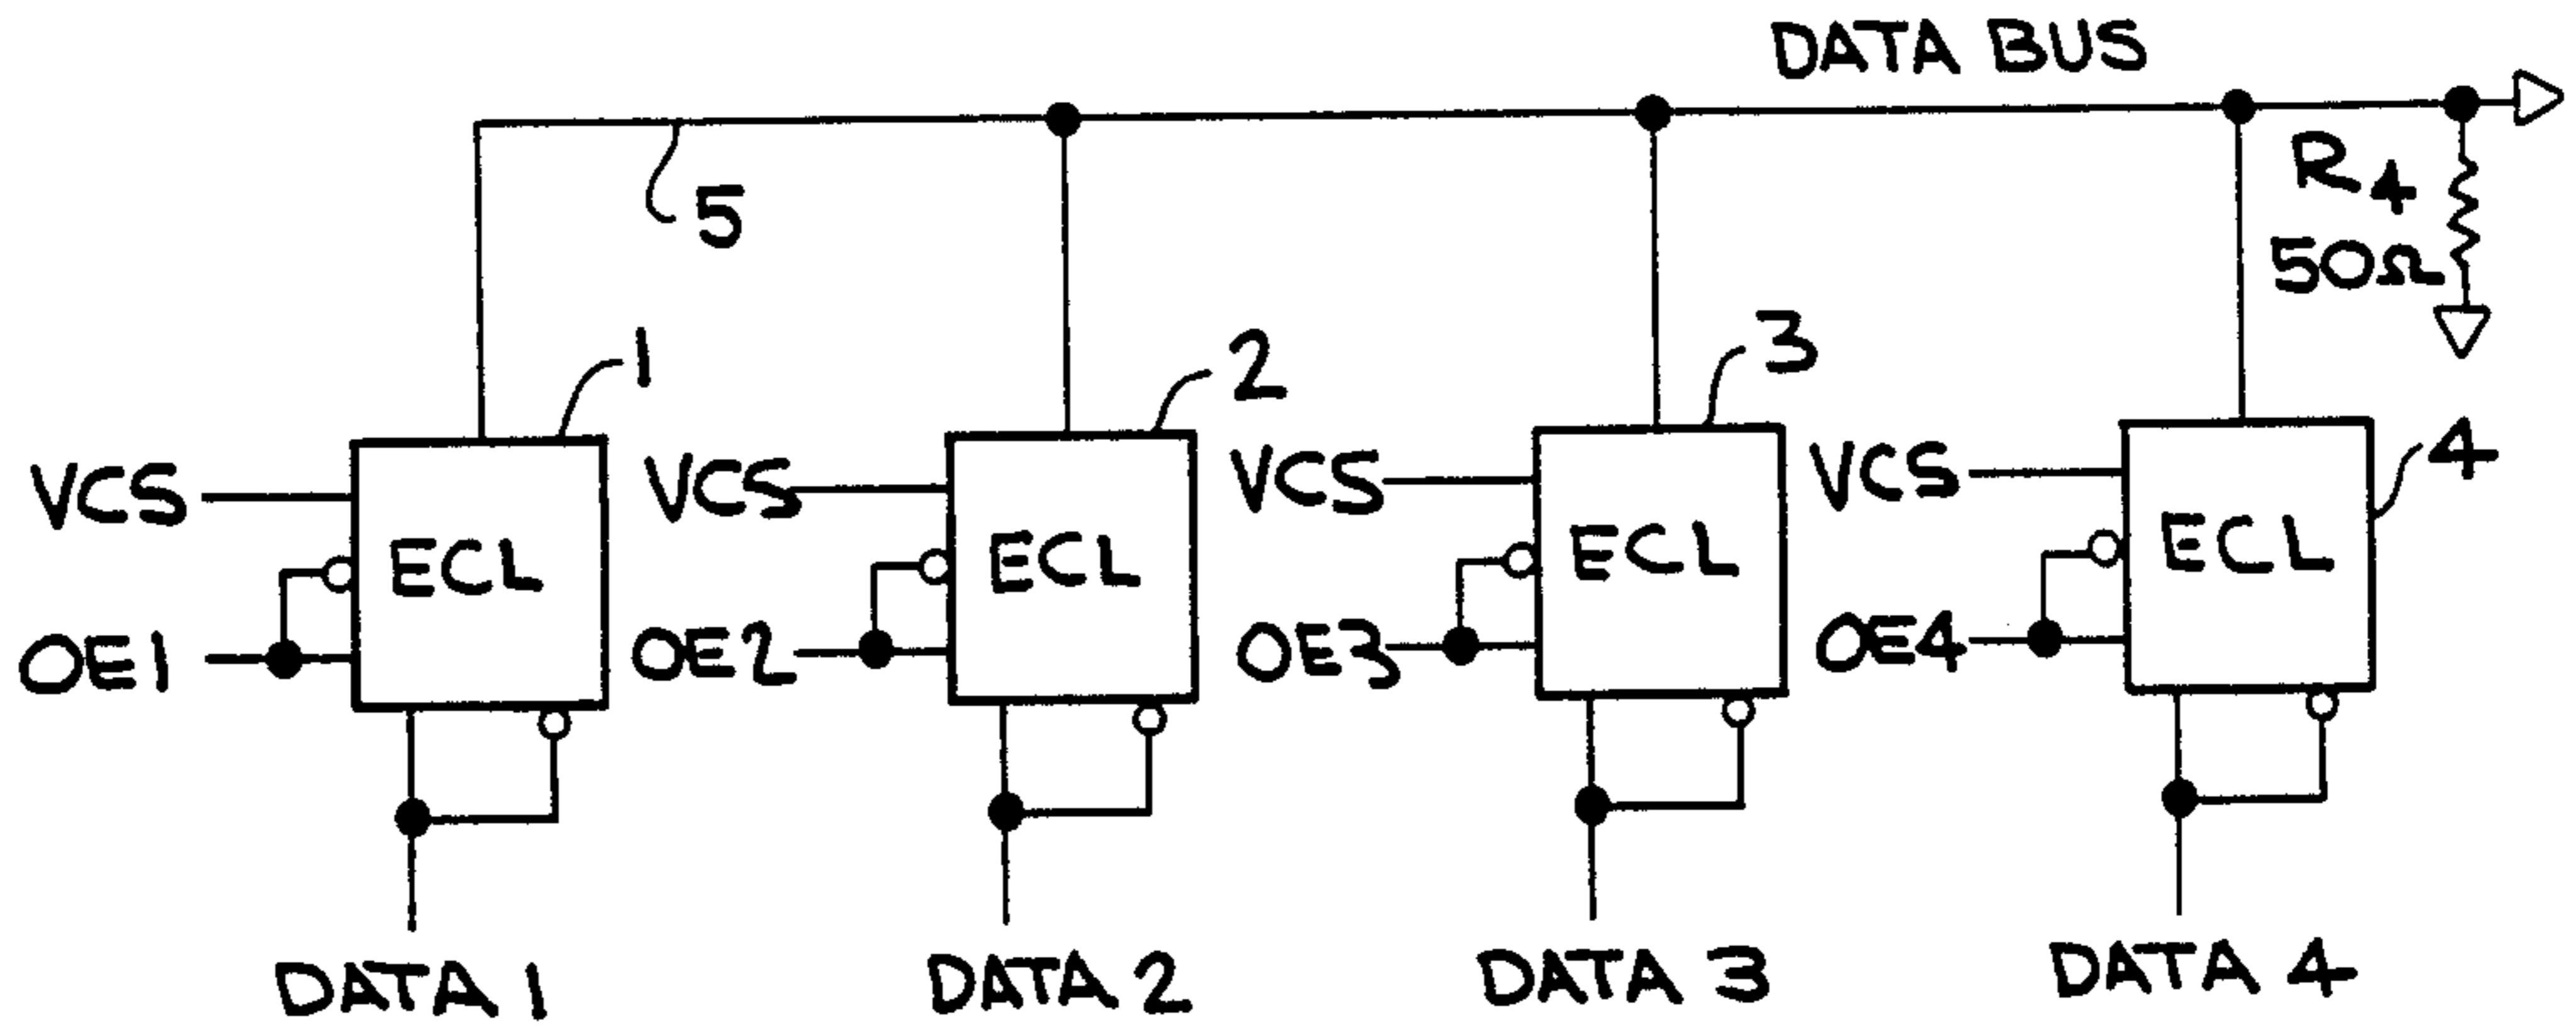 DATA BUS
5
R4
50Ω
1
2
3
4
VCS
VCS
VCS
VCS
ECL
ECL
ECL
ECL
OE1
OE2
OE3
OE4
DATA 1
DATA 2
DATA 3
DATA 4